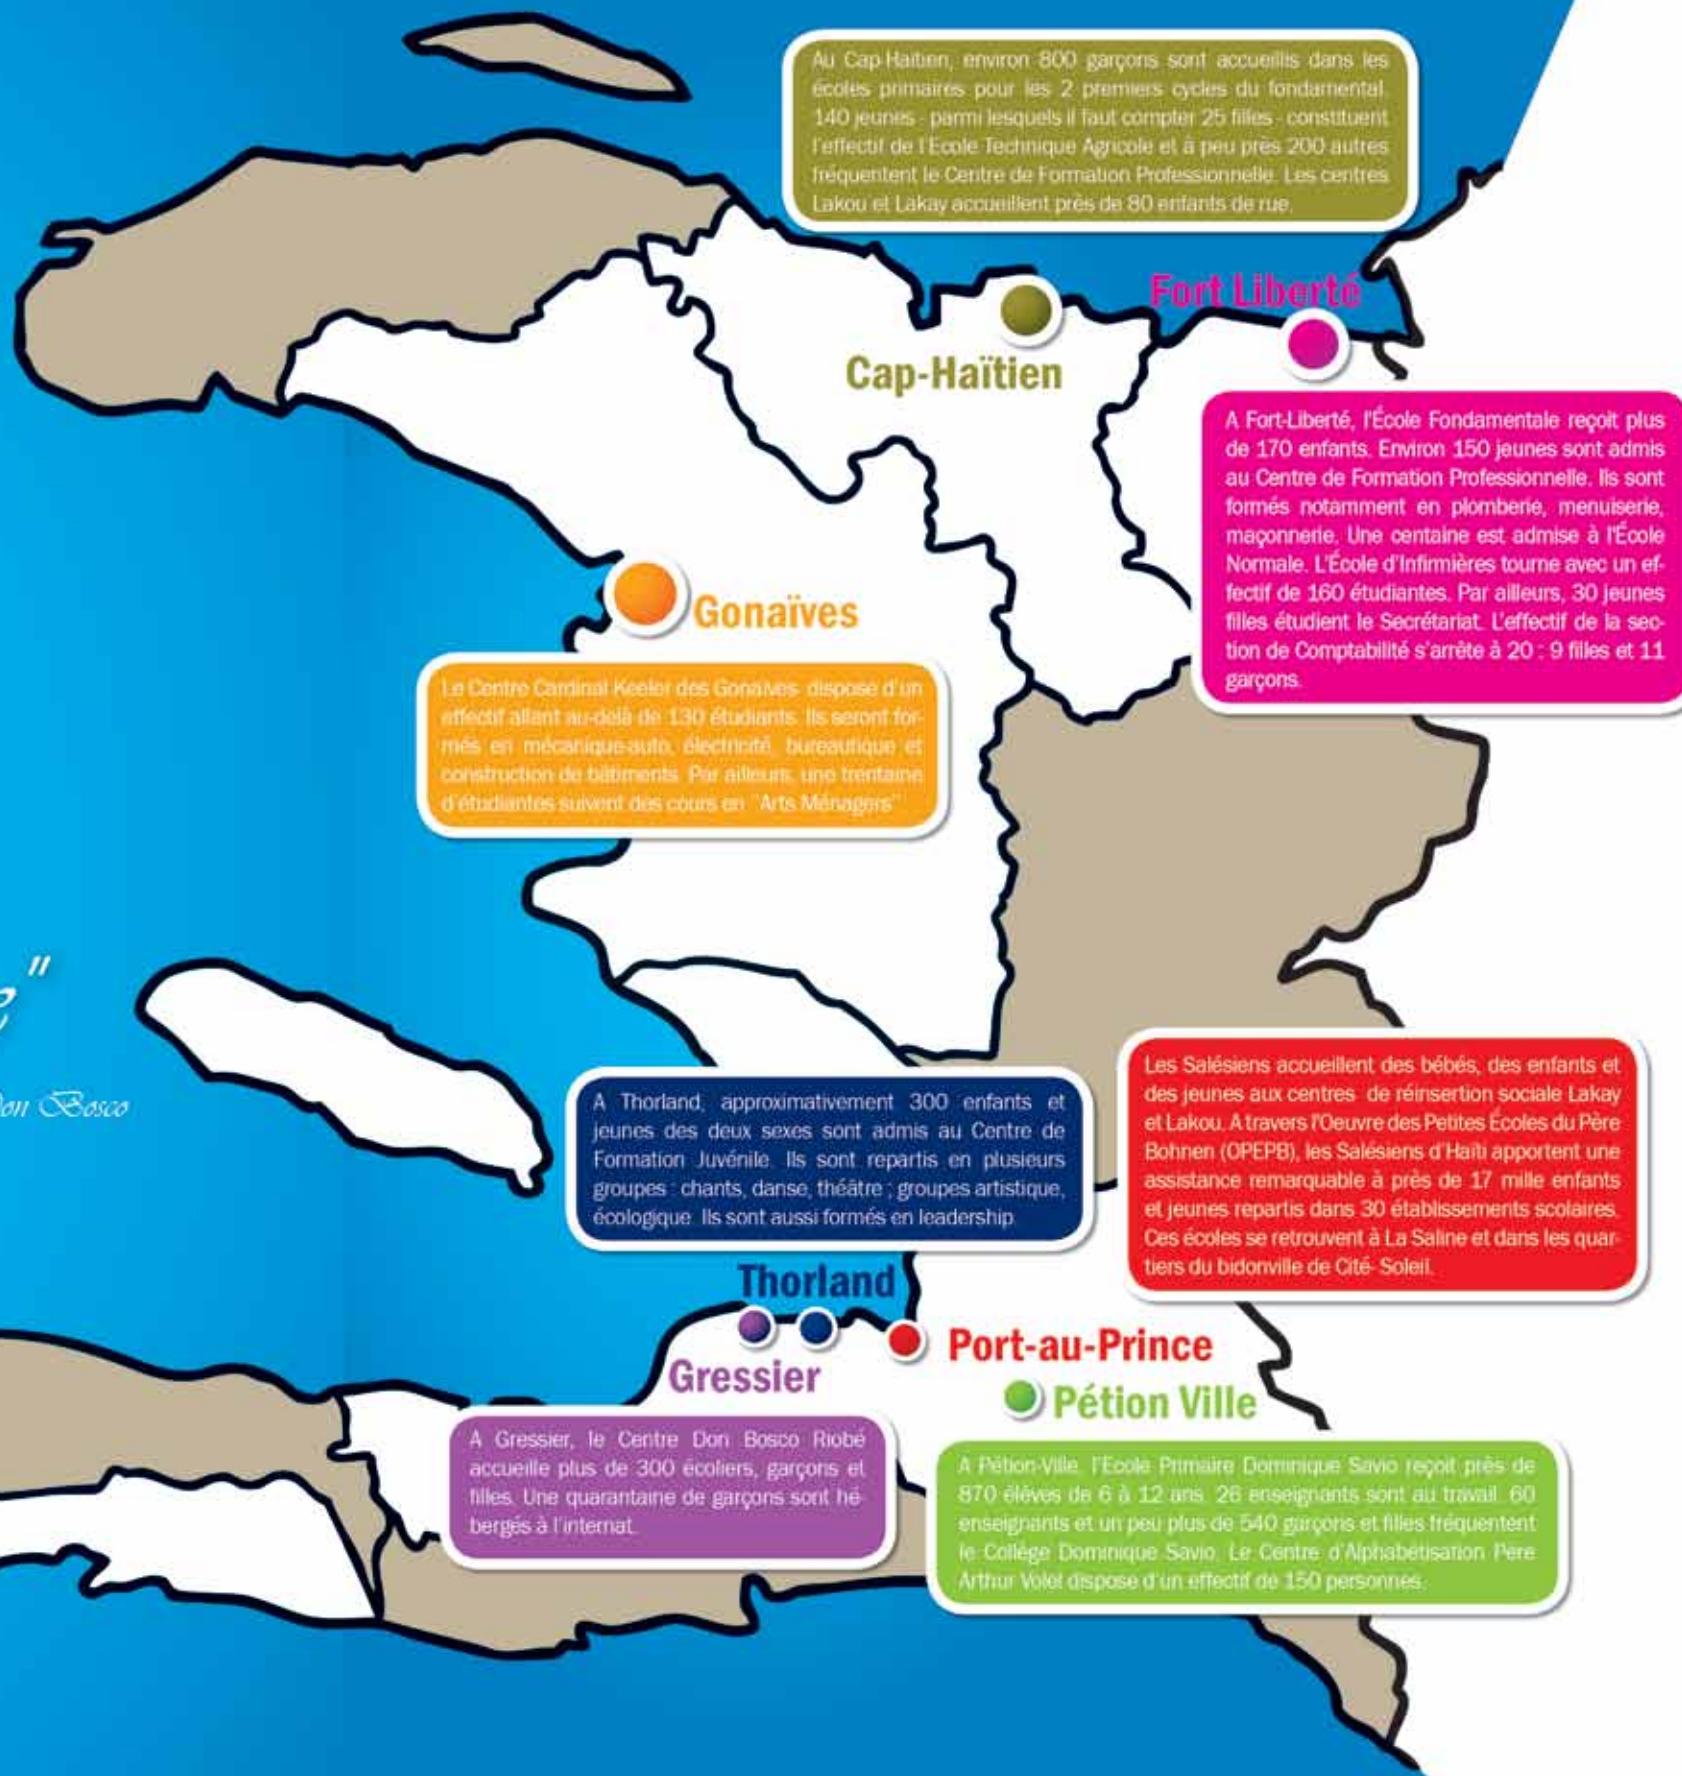 Au Cap-Haïtien, environ 800 garçons sont accueillis dans les
écoles primaires pour les 2 premiers cycles du fondamental.
140 jeunes - parmi lesquels il faut compter 25 filles - constituent
l'effectif de l'Ecole Technique Agricole et à peu près 200 autres
fréquentent le Centre de Formation Professionnelle. Les centres
Lakou et Lakay accueillent près de 80 enfants de rue.
Fort Liberté
Cap-Haïtien
A Fort-Liberté, l'École Fondamentale reçoit plus
de 170 enfants. Environ 150 jeunes sont admis
au Centre de Formation Professionnelle. Ils sont
formés notamment en plomberie, menuiserie,
maçonnerie. Une centaine est admise à l'École
Normale. L'École d'Infirmières tourne avec un ef-
fectif de 160 étudiantes. Par ailleurs, 30 jeunes
filles étudient le Secrétariat. L'effectif de la sec-
tion de Comptabilité s'arrête à 20 : 9 filles et 11
garçons.
Gonaïves
Le Centre Cardinal Keeler des Gonaïves dispose d'un
effectif allant au-delà de 130 étudiants. Ils seront for-
més en mécanique-auto, électricité, bureautique et
construction de bâtiments. Par ailleurs, une trentaine
d'étudiantes suivent des cours en "Arts Ménagers"
"
Don Bosco
A Thorland, approximativement 300 enfants et
jeunes des deux sexes sont admis au Centre de
Formation Juvénile. Ils sont repartis en plusieurs
groupes : chants, danse, théâtre ; groupes artistique,
écologique. Ils sont aussi formés en leadership.
Les Salésiens accueillent des bébés, des enfants et
des jeunes aux centres de réinsertion sociale Lakay
et Lakou. A travers l'Oeuvre des Petites Écoles du Père
Bohnen (OPEPB), les Salésiens d'Haïti apportent une
assistance remarquable à près de 17 mille enfants
et jeunes repartis dans 30 établissements scolaires.
Ces écoles se retrouvent à La Saline et dans les quar-
tiers du bidonville de Cité- Soleil.
Thorland
Port-au-Prince
Gressier
Pétion Ville
A Gressier, le Centre Don Bosco Riobé
accueille plus de 300 écoliers, garçons et
filles. Une quarantaine de garçons sont hé-
bergés à l'internat.
A Pétion-Ville, l'Ecole Primaire Dominique Savio reçoit près de
870 élèves de 6 à 12 ans. 26 enseignants sont au travail. 60
enseignants et un peu plus de 540 garçons et filles fréquentent
le Collège Dominique Savio. Le Centre d'Alphabétisation Père
Arthur Volel dispose d'un effectif de 150 personnes.